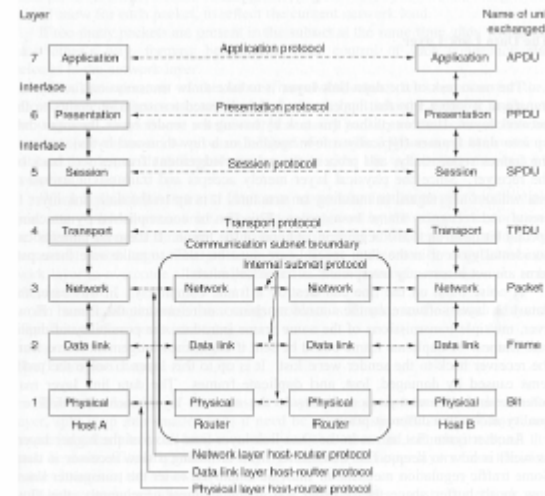 Layer
Name of unit
exchanged
7 Application Application protocol Application APDU
Interface
6 Presentation Presentation protocol Presentation PPDU
Interface
5 Session Session protocol Session SPDU
4 Transport Transport protocol Transport TPDU
Communication subnet boundary
Internal subnet protocol
3 Network Network Network Network Packet
2 Data link Data link Data link Data link Frame
1 Physical Physical Physical Physical Bit
Host A Router Router Host B
Network layer host-router protocol
Data link layer host-router protocol
Physical layer host-router protocol